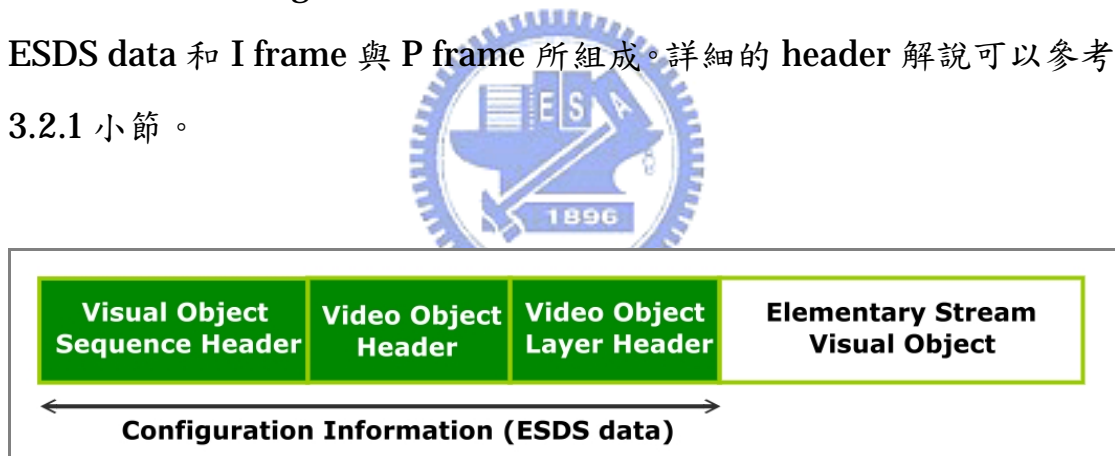 ESDS data 和 I frame 與 P frame 所組成。詳細的 header 解說可以參考
3.2.1 小節。
E S
1896
Visual Object
Sequence Header
Video Object
Header
Video Object
Layer Header
Elementary Stream
Visual Object
Configuration Information (ESDS data)